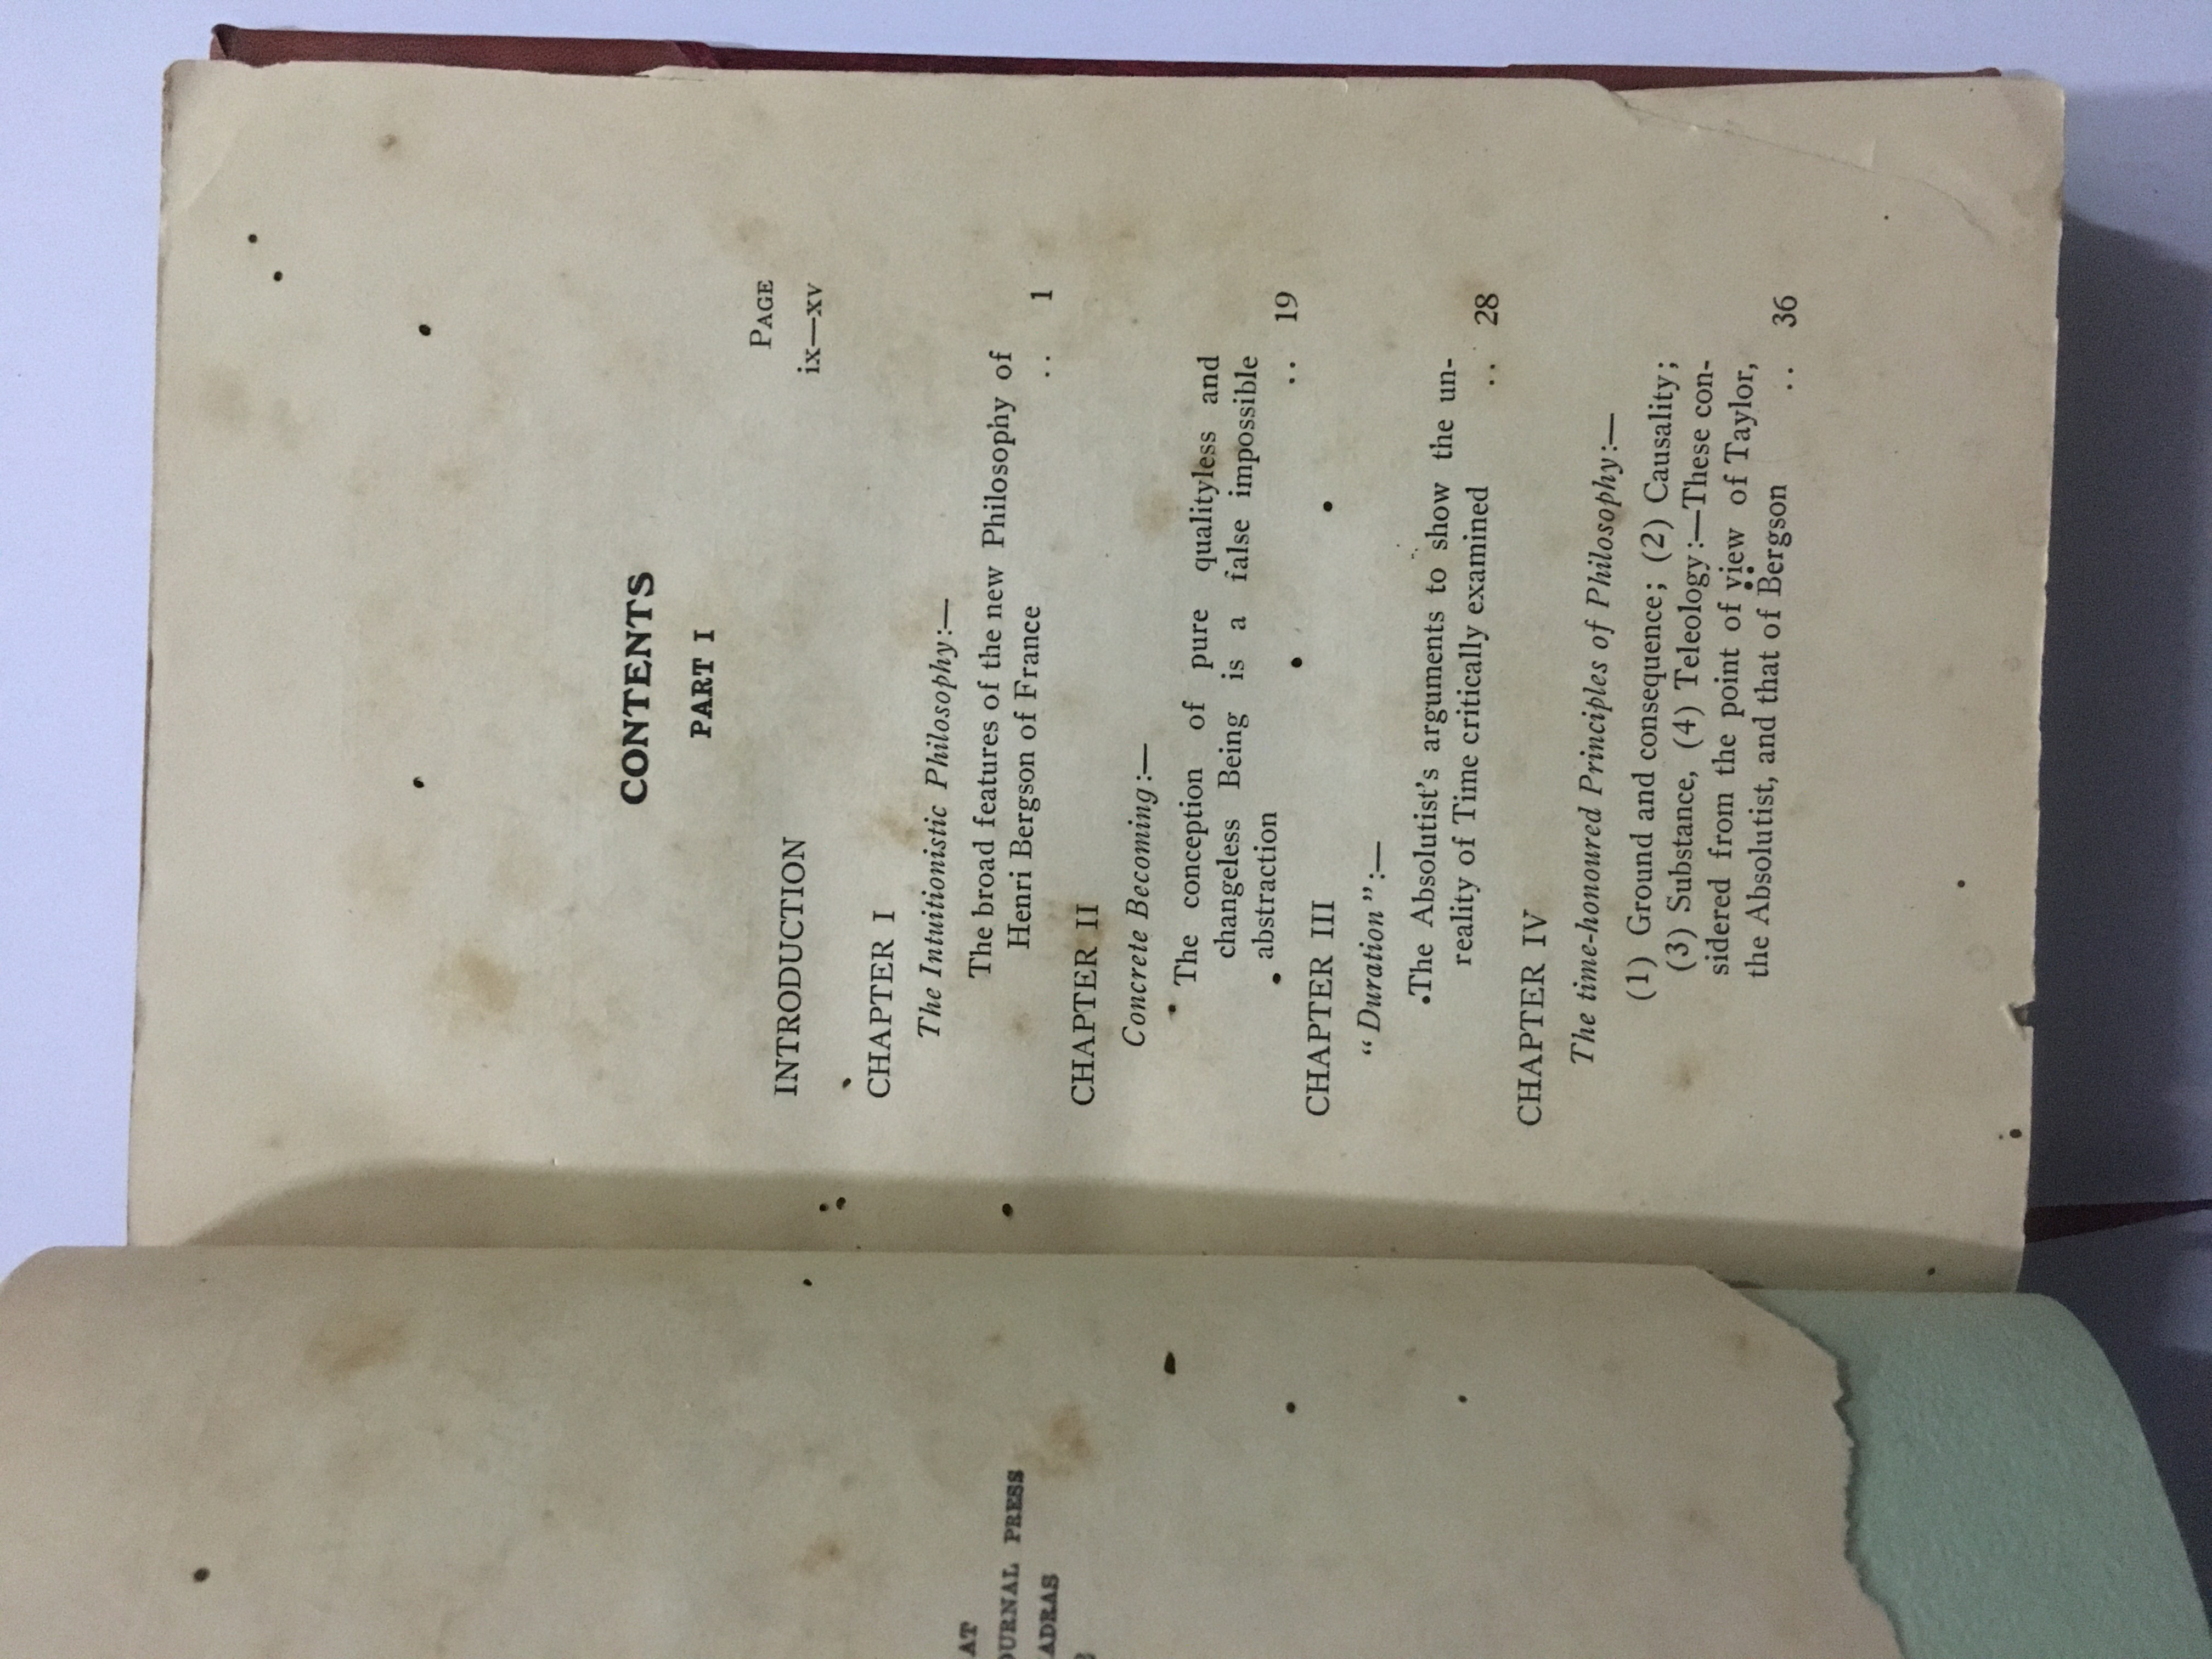 AT
PRESS
CONTENTS
PART I
PAGE
INTRODUCTION ix—xv
CHAPTER I
The Intuitionistic Philosophy:—
The broad features of the new Philosophy of
Henri Bergson of France .. 1
CHAPTER II
Concrete Becoming:—
The conception of pure qualityless and
changeless Being is a false impossible
abstraction .. 19
CHAPTER III
“Duration”:—
The Absolutist's arguments to show the un-
reality of Time critically examined .. 28
CHAPTER IV
The time-honoured Principles of Philosophy:—
(1) Ground and consequence; (2) Causality;
(3) Substance, (4) Teleology:—These con-
sidered from the point of view of Taylor,
the Absolutist, and that of Bergson .. 36